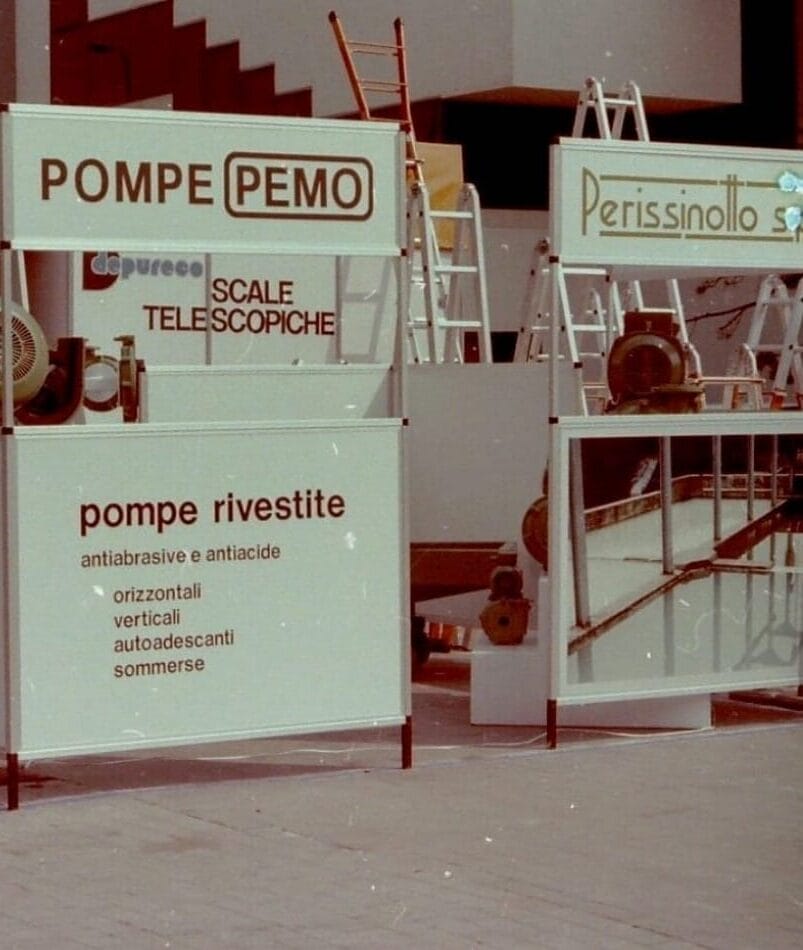 POMPE PEMO
Perissinotto s.p
depureco
SCALE
TELESCOPICHE
pompe rivestite
antiabrasive e antiacide
orizzontali
verticali
autoadescanti
sommerse